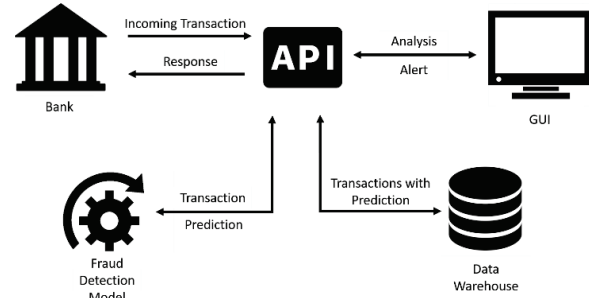 Incoming Transaction
Response
Bank
API
Analysis
Alert
GUI
Transaction
Prediction
Fraud
Detection
Model
Transactions with
Prediction
Data
Warehouse